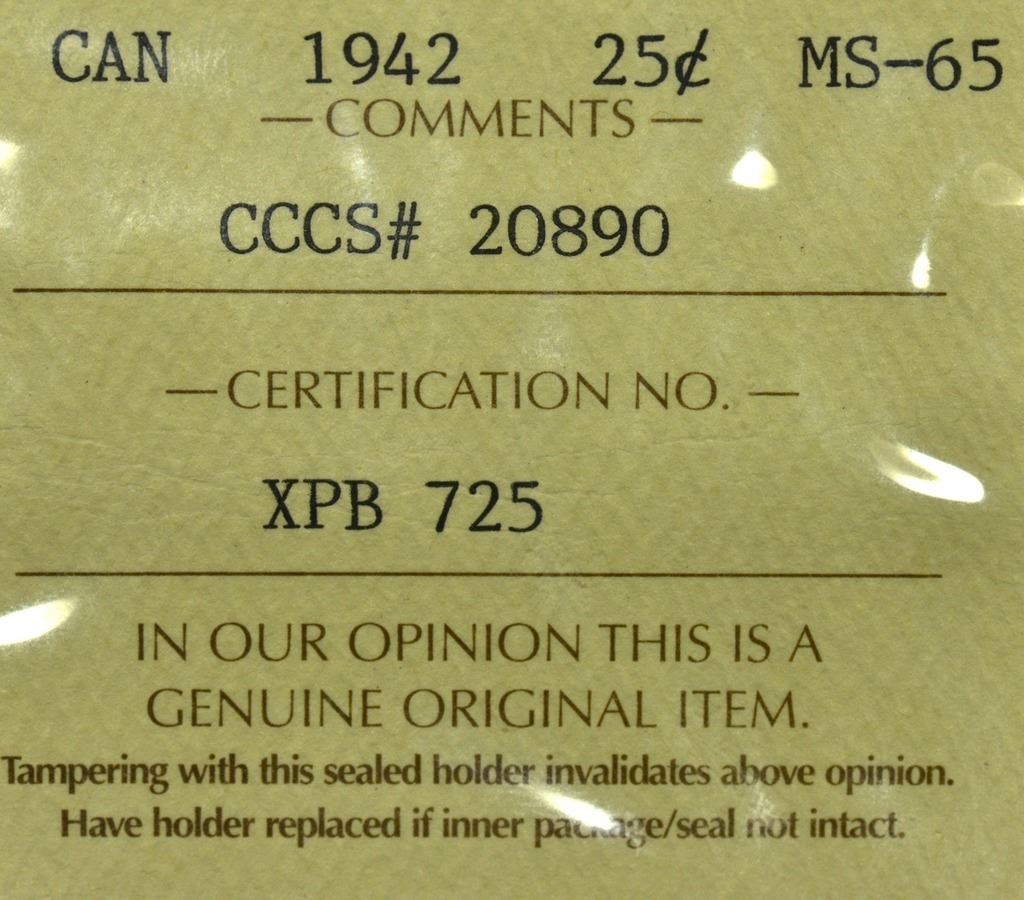 CAN 1942 25¢ MS-65
— COMMENTS —
CCCS# 20890
— CERTIFICATION NO. —
XPB 725
IN OUR OPINION THIS IS A
GENUINE ORIGINAL ITEM.
Tampering with this sealed holder invalidates above opinion.
Have holder replaced if inner package/seal not intact.